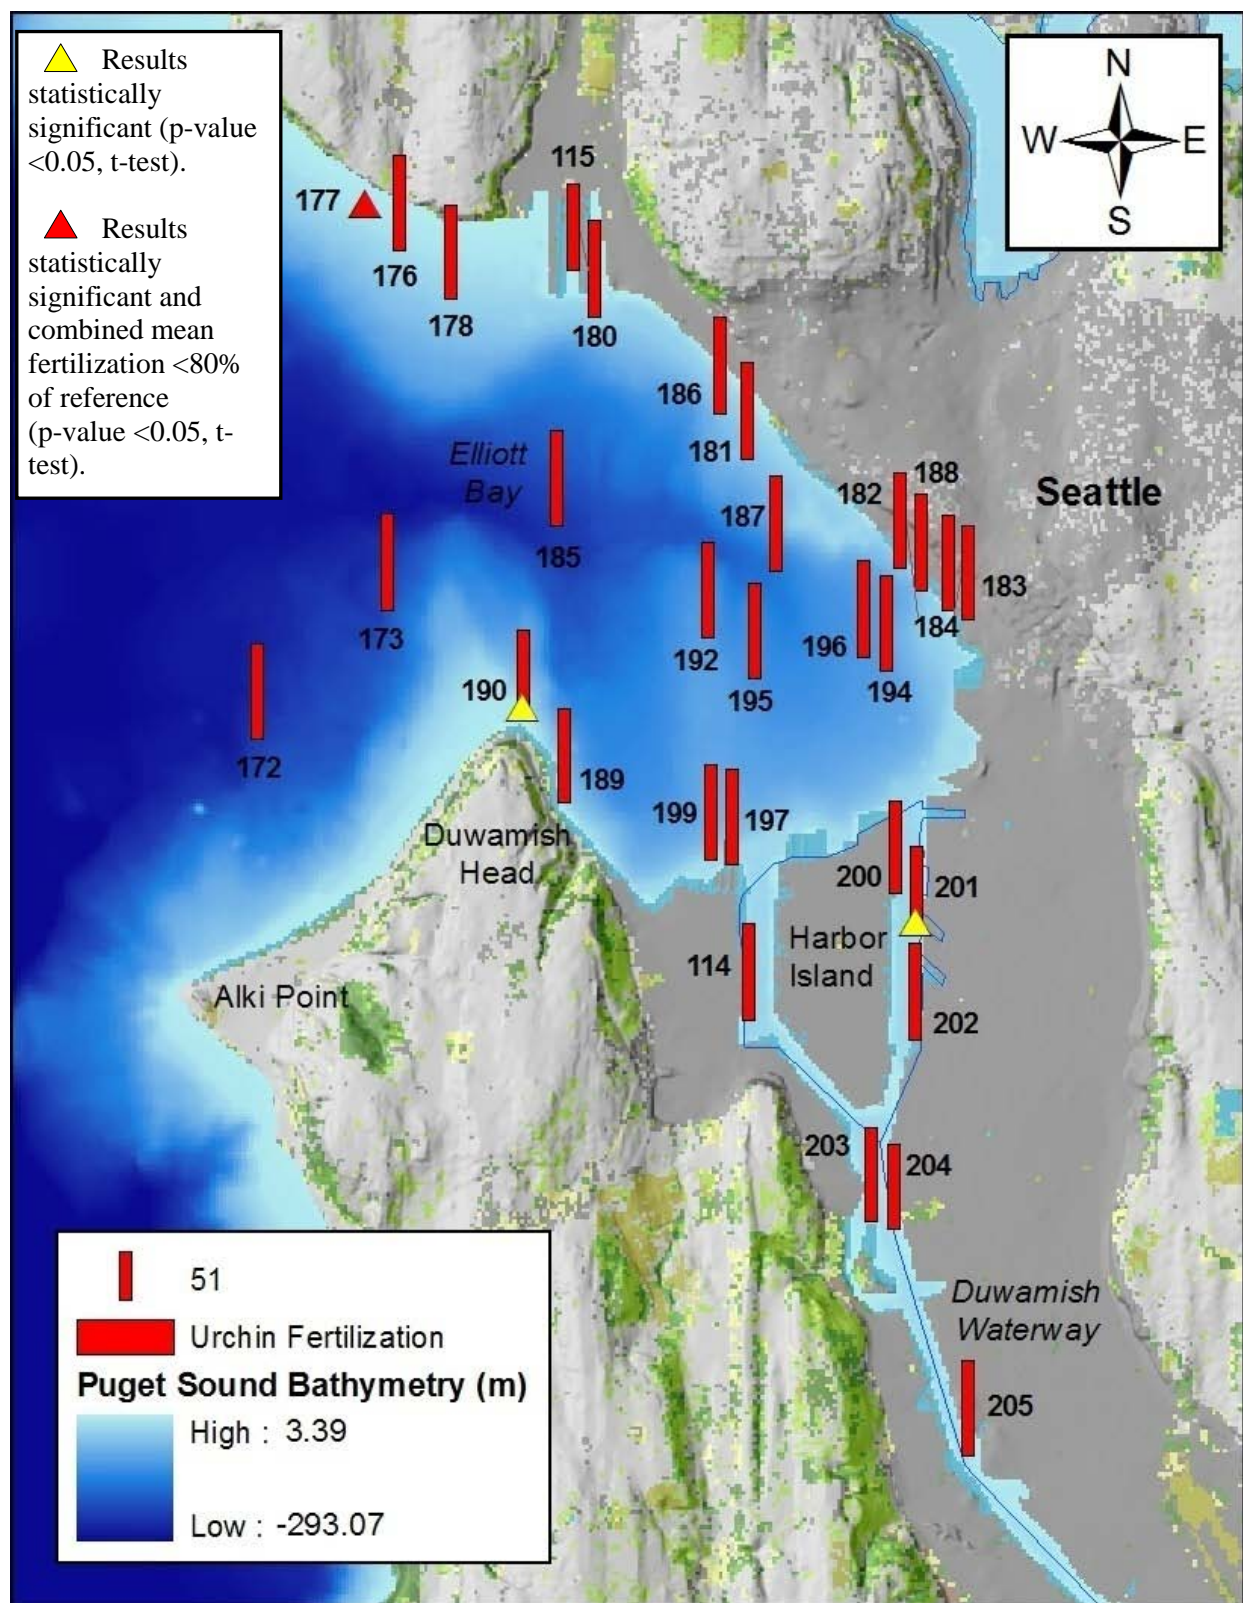 Results
statistically
significant (p-value
<0.05, t-test).
Results
statistically
significant and
combined mean
fertilization <80%
of reference
(p-value <0.05, t-
test).
N
W E
S
115
177
176
178
180
186
181
Elliott
Bay
182
188
Seattle
187
185
183
184
173
192
196
195
194
190
172
189
199
197
Duwamish
Head
200
201
Harbor
Island
114
Alki Point
202
203
204
Duwamish
Waterway
205
51
Urchin Fertilization
Puget Sound Bathymetry (m)
High : 3.39
Low : -293.07